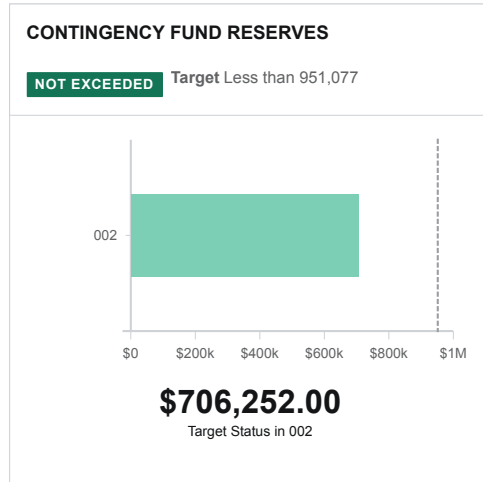 CONTINGENCY FUND RESERVES
NOT EXCEEDED Target Less than 951,077
002
$0 $200k $400k $600k $800k $1M
$706,252.00
Target Status in 002